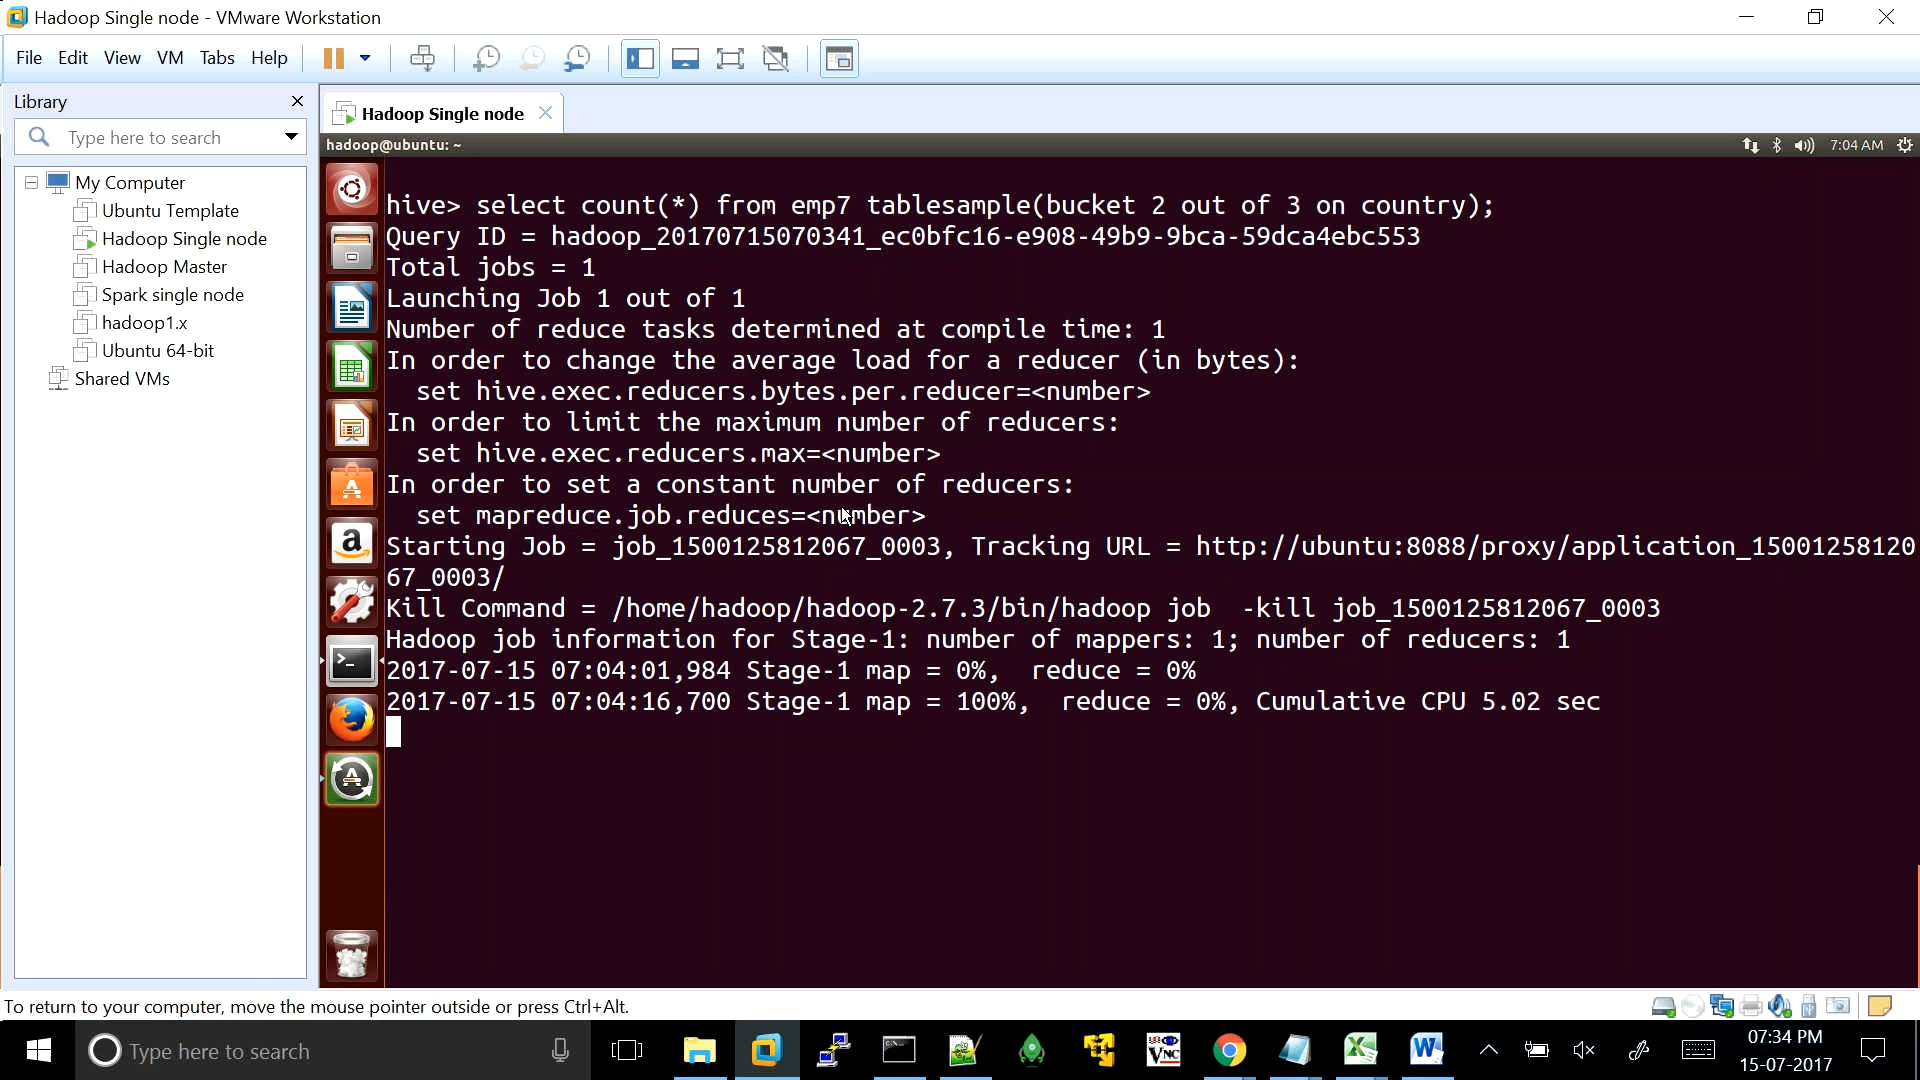 Hadoop Single node - VMware Workstation
File Edit View VM Tabs Help
Library
Type here to search
My Computer
Ubuntu Template
Hadoop Single node
Hadoop Master
Spark single node
hadoop1.x
Ubuntu 64-bit
Shared VMs
Hadoop Single node
hadoop@ubuntu: ~
7:04 AM
hive> select count(*) from emp7 tablesample(bucket 2 out of 3 on country);
Query ID = hadoop_20170715070341_ec0bfc16-e908-49b9-9bca-59dca4ebc553
Total jobs = 1
Launching Job 1 out of 1
Number of reduce tasks determined at compile time: 1
In order to change the average load for a reducer (in bytes):
  set hive.exec.reducers.bytes.per.reducer=<number>
In order to limit the maximum number of reducers:
  set hive.exec.reducers.max=<number>
In order to set a constant number of reducers:
  set mapreduce.job.reduces=<number>
Starting Job = job_1500125812067_0003, Tracking URL = http://ubuntu:8088/proxy/application_15001258120
67_0003/
Kill Command = /home/hadoop/hadoop-2.7.3/bin/hadoop job  -kill job_1500125812067_0003
Hadoop job information for Stage-1: number of mappers: 1; number of reducers: 1
2017-07-15 07:04:01,984 Stage-1 map = 0%,  reduce = 0%
2017-07-15 07:04:16,700 Stage-1 map = 100%,  reduce = 0%, Cumulative CPU 5.02 sec
To return to your computer, move the mouse pointer outside or press Ctrl+Alt.
Type here to search
VNC
07:34 PM
15-07-2017